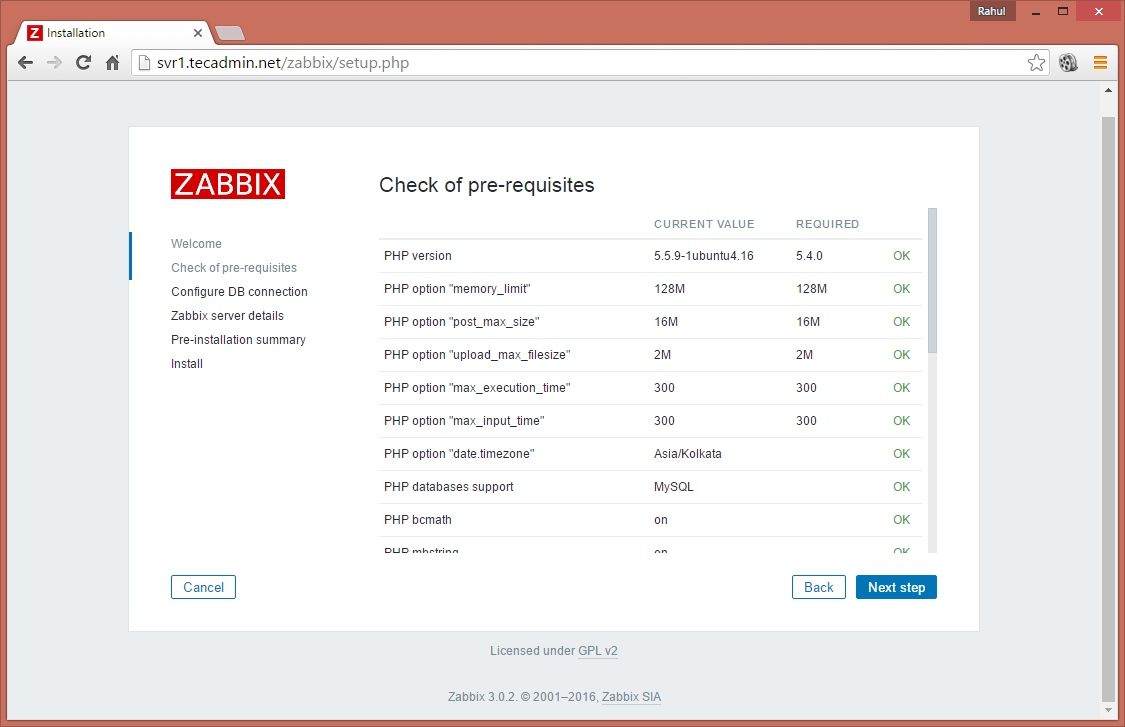 Rahul
Z Installation
svr1.tecadmin.net/zabbix/setup.php
ZABBIX
Welcome
Check of pre-requisites
Configure DB connection
Zabbix server details
Pre-installation summary
Install
Check of pre-requisites
CURRENT VALUE REQUIRED
PHP version 5.5.9-1ubuntu4.16 5.4.0 OK
PHP option "memory_limit" 128M 128M OK
PHP option "post_max_size" 16M 16M OK
PHP option "upload_max_filesize" 2M 2M OK
PHP option "max_execution_time" 300 300 OK
PHP option "max_input_time" 300 300 OK
PHP option "date.timezone" Asia/Kolkata OK
PHP databases support MySQL OK
PHP bcmath on OK
PHP mbstring on OK
Cancel Back Next step
Licensed under GPL v2
Zabbix 3.0.2. © 2001–2016, Zabbix SIA